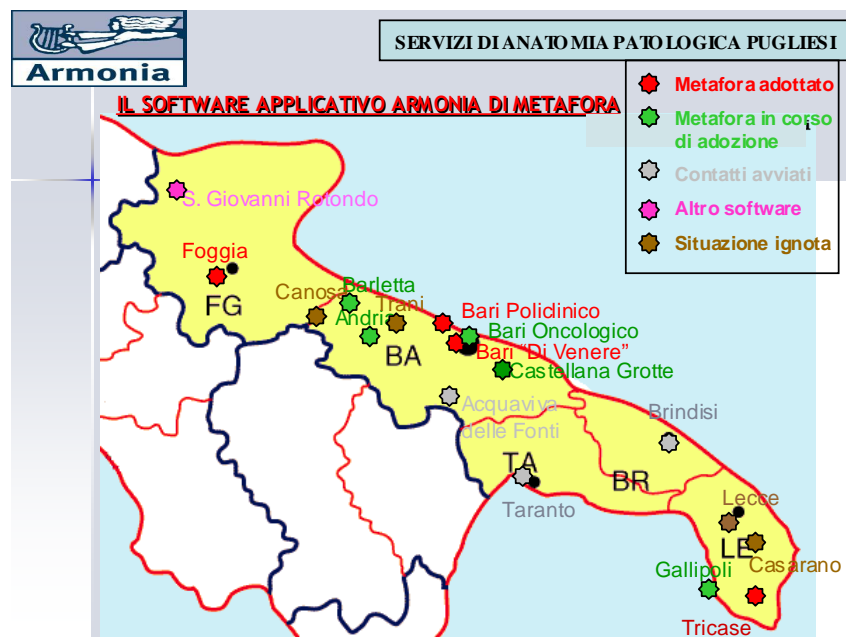 Armonia
SERVIZI DI ANATOMIA PATOLOGICA PUGLIESI
IL SOFTWARE APPLICATIVO ARMONIA DI METAFORA
Metafora adottato
Metafora in corso
di adozione
Contatti avviati
Altro software
Situazione ignota
S. Giovanni Rotondo
Foggia
FG
Canosa
Barletta
Andria
Trani
BA
Bari Policlinico
Bari Oncologico
Bari “Di Venere”
Castellana Grotte
Acquaviva
delle Fonti
Brindisi
TA
BR
Taranto
Lecce
LE
Casarano
Gallipoli
Tricase